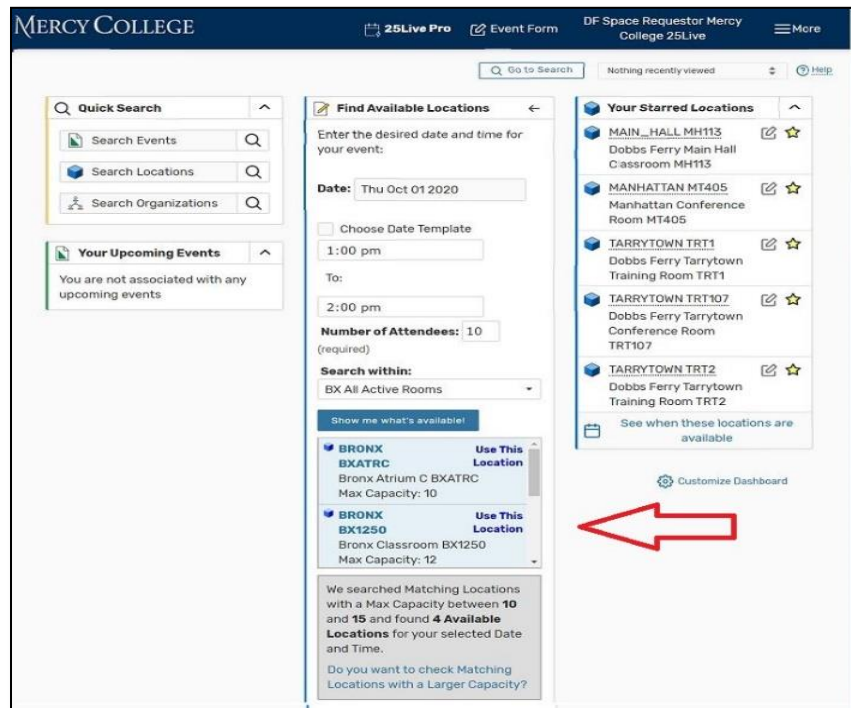 MERCY COLLEGE
25Live Pro
Event Form
DF Space Requestor Mercy
College 25Live
More
Go to Search
Nothing recently viewed
Help
Quick Search
Search Events
Search Locations
Search Organizations
Your Upcoming Events
You are not associated with any
upcoming events
Find Available Locations
Enter the desired date and time for
your event:
Date: Thu Oct 01 2020
Choose Date Template
1:00 pm
To:
2:00 pm
Number of Attendees: 10
(required)
Search within:
BX All Active Rooms
Show me what's available!
BRONX Use This
BXATRC Location
Bronx Atrium C BXATRC
Max Capacity: 10
BRONX Use This
BX1250 Location
Bronx Classroom BX1250
Max Capacity: 12
We searched Matching Locations
with a Max Capacity between 10
and 15 and found 4 Available
Locations for your selected Date
and Time.
Do you want to check Matching
Locations with a Larger Capacity?
Your Starred Locations
MAIN_HALL MH113
Dobbs Ferry Main Hall
Classroom MH113
MANHATTAN MT405
Manhattan Conference
Room MT405
TARRYTOWN TRT1
Dobbs Ferry Tarrytown
Training Room TRT1
TARRYTOWN TRT107
Dobbs Ferry Tarrytown
Conference Room
TRT107
TARRYTOWN TRT2
Dobbs Ferry Tarrytown
Training Room TRT2
See when these locations are
available
Customize Dashboard